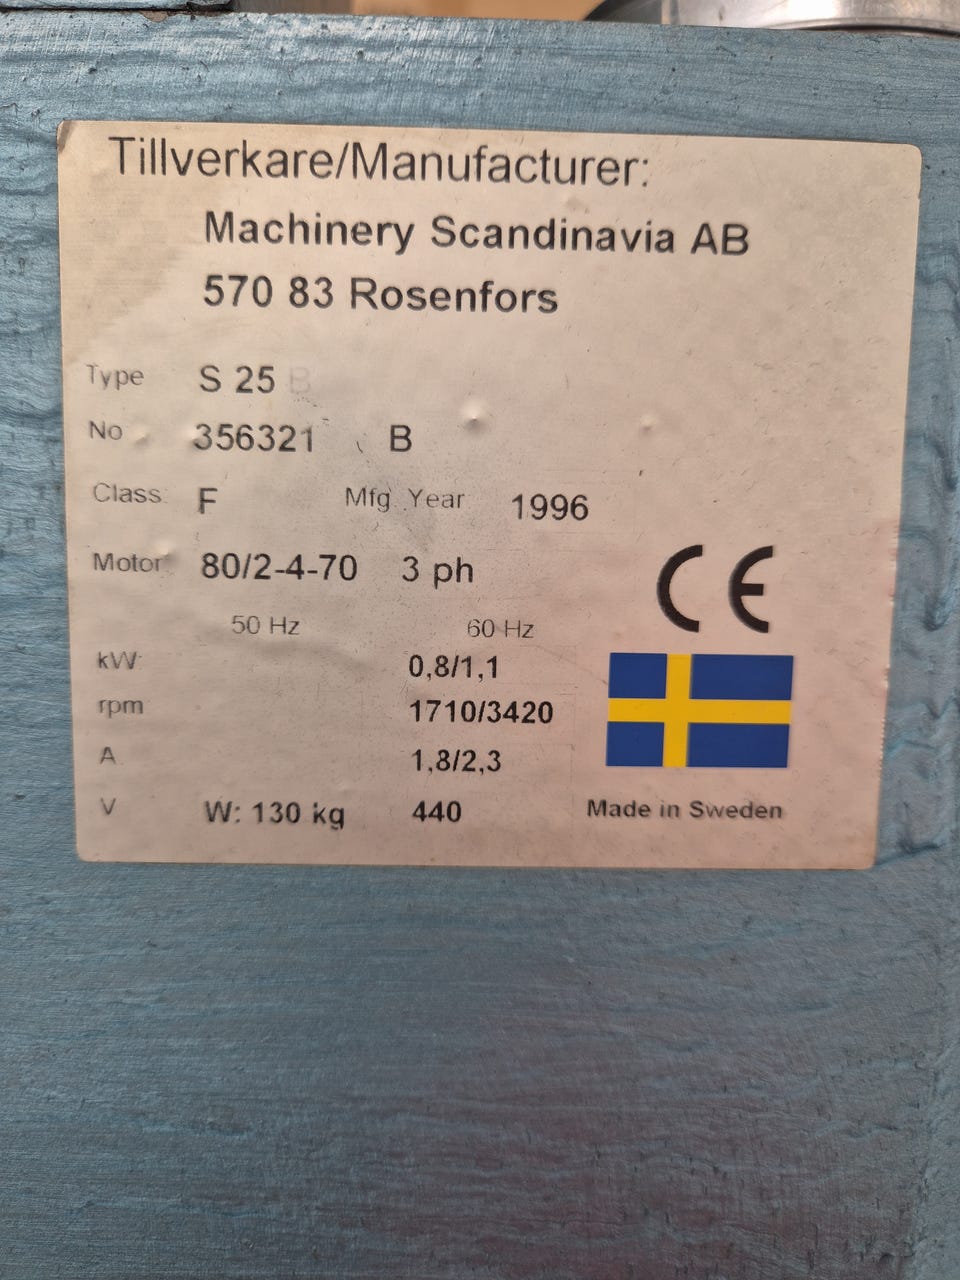 Tillverkare/Manufacturer:
Machinery Scandinavia AB
570 83 Rosenfors
Type S 25 B
No 356321 B
Class F Mfg. Year 1996
Motor 80/2-4-70 3 ph
50 Hz 60 Hz
kW 0,8/1,1
rpm 1710/3420
A 1,8/2,3
V W: 130 kg 440
CE
Made in Sweden